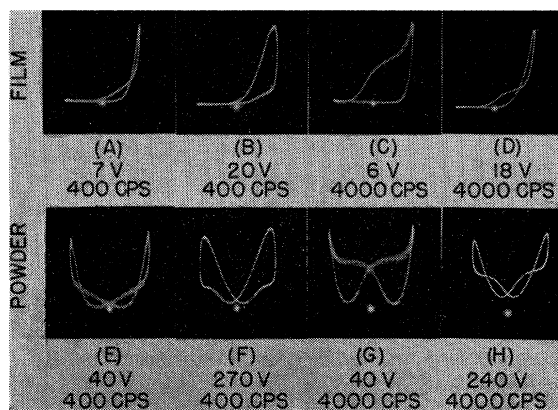 FILM
(A) (B) (C) (D)
7 V 20 V 6 V 18 V
400 CPS 400 CPS 4000 CPS 4000 CPS
POWDER
(E) (F) (G) (H)
40 V 270 V 40 V 240 V
400 CPS 400 CPS 4000 CPS 4000 CPS